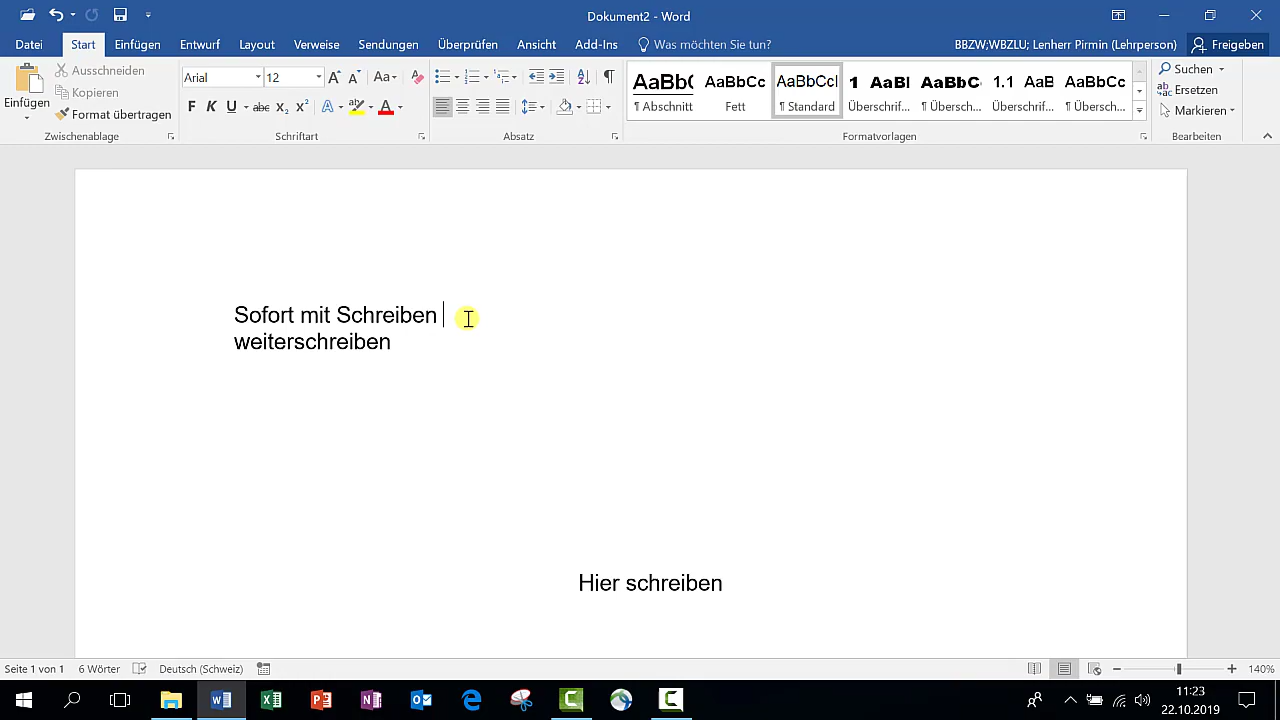 Dokument2 - Word
Datei Start Einfügen Entwurf Layout Verweise Sendungen Überprüfen Ansicht Add-Ins Was möchten Sie tun? BBZW;WBZLU; Lenherr Pirmin (Lehrperson) Freigeben
Einfügen
Ausschneiden
Kopieren
Format übertragen
Zwischenablage
Arial 12
F K U abc x₂ x²
Schriftart
Absatz
AaBbC AaBbCc AaBbCcI 1 AaBI AaBbC 1.1 AaB AaBbCc
¶ Abschnitt Fett ¶ Standard Überschrif... ¶ Übersch... Überschrif... ¶ Übersch...
Formatvorlagen
Suchen
Ersetzen
Markieren
Bearbeiten
Sofort mit Schreiben
weiterschreiben
Hier schreiben
Seite 1 von 1 6 Wörter Deutsch (Schweiz) 140%
11:23
22.10.2019